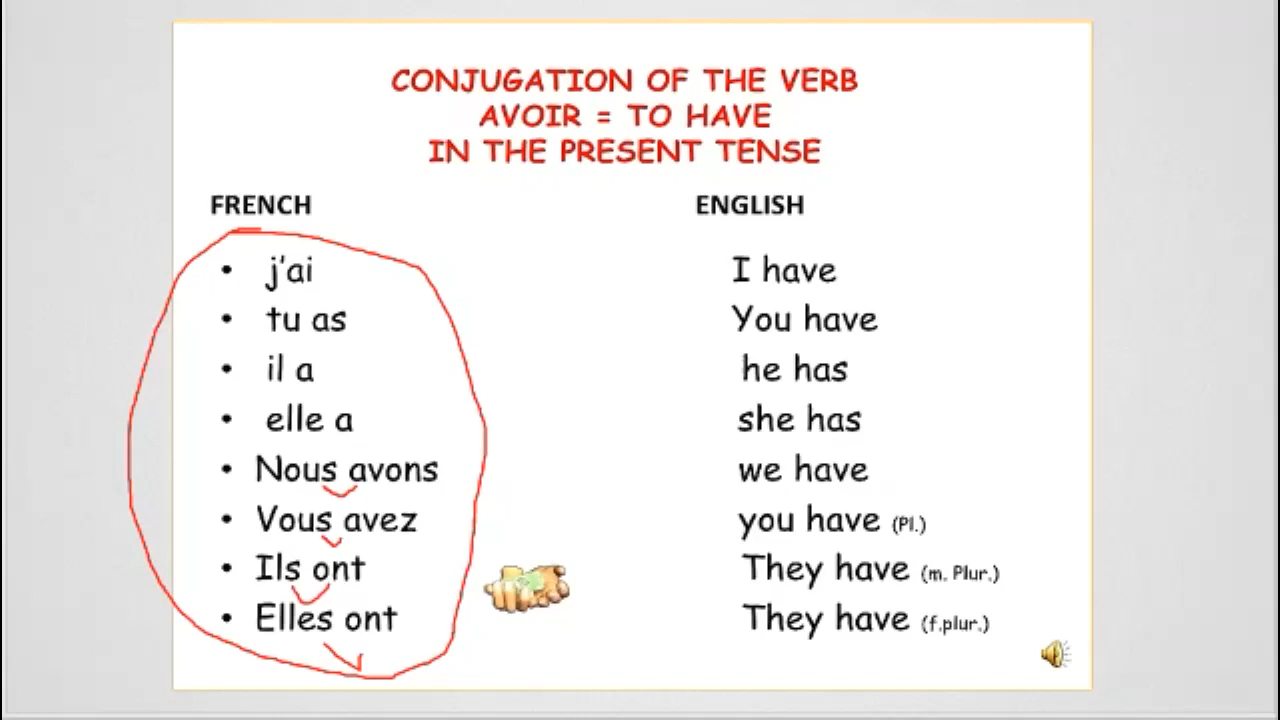 CONJUGATION OF THE VERB
AVOIR = TO HAVE
IN THE PRESENT TENSE
FRENCH
• j'ai
• tu as
• il a
• elle a
• Nous avons
• Vous avez
• Ils ont
• Elles ont
ENGLISH
I have
You have
he has
she has
we have
you have (Pl.)
They have (m. Plur.)
They have (f.plur.)